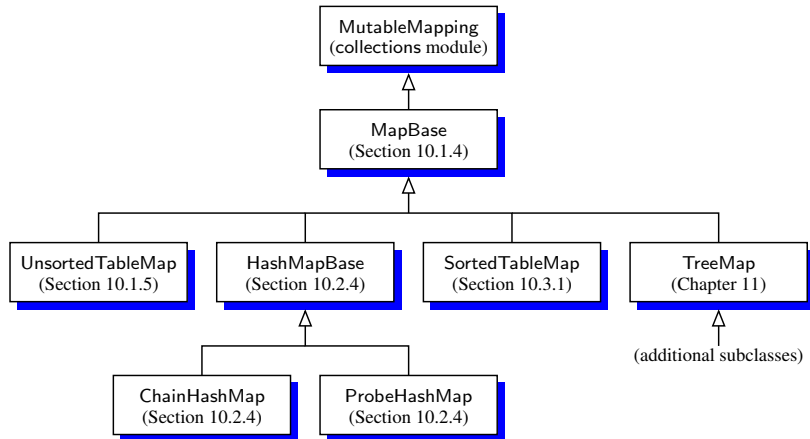 MutableMapping
(collections module)
MapBase
(Section 10.1.4)
UnsortedTableMap
(Section 10.1.5)
HashMapBase
(Section 10.2.4)
SortedTableMap
(Section 10.3.1)
TreeMap
(Chapter 11)
(additional subclasses)
ChainHashMap
(Section 10.2.4)
ProbeHashMap
(Section 10.2.4)